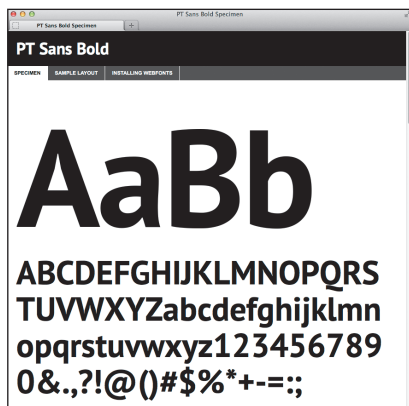 PT Sans Bold Specimen
PT Sans Bold Specimen
PT Sans Bold
SPECIMEN SAMPLE LAYOUT INSTALLING WEBFONTS
AaBb
ABCDEFGHIJKLMNOPQRS
TUVWXYZabcdefghijklmn
opqrstuvwxyz123456789
0&.,?!@()#$%*+-=:;